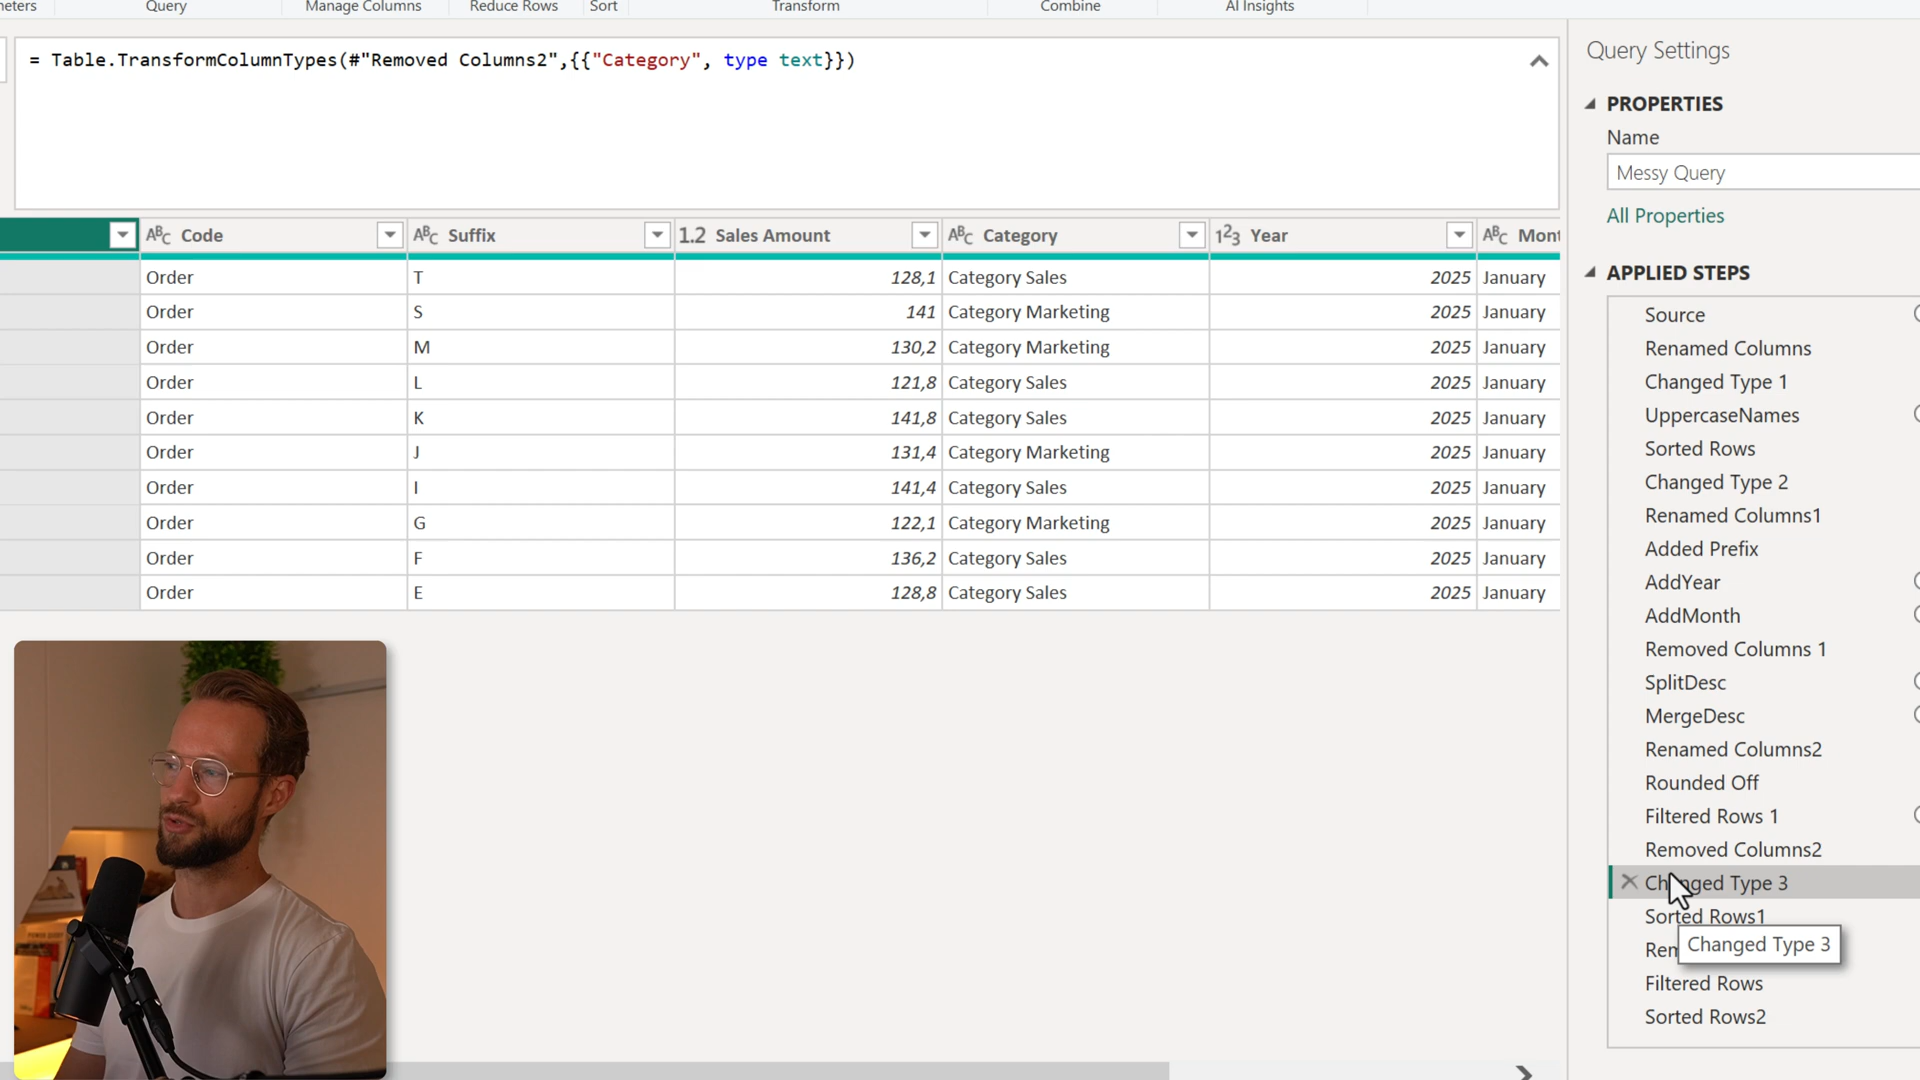 Query Manage Columns Reduce Rows Sort Transform Combine AI Insights
= Table.TransformColumnTypes(#"Removed Columns2",{{"Category", type text}})
Query Settings
PROPERTIES
Name
Messy Query
All Properties
APPLIED STEPS
Source
Renamed Columns
Changed Type 1
UppercaseNames
Sorted Rows
Changed Type 2
Renamed Columns1
Added Prefix
AddYear
AddMonth
Removed Columns 1
SplitDesc
MergeDesc
Renamed Columns2
Rounded Off
Filtered Rows 1
Removed Columns2
Changed Type 3
Sorted Rows1
Changed Type 3
Filtered Rows
Sorted Rows2
ABC Code ABC Suffix 1.2 Sales Amount ABC Category 123 Year ABC
Order T 128,1 Category Sales 2025 January
Order S 141 Category Marketing 2025 January
Order M 130,2 Category Marketing 2025 January
Order L 121,8 Category Sales 2025 January
Order K 141,8 Category Sales 2025 January
Order J 131,4 Category Marketing 2025 January
Order I 141,4 Category Sales 2025 January
Order G 122,1 Category Marketing 2025 January
Order F 136,2 Category Sales 2025 January
Order E 128,8 Category Sales 2025 January